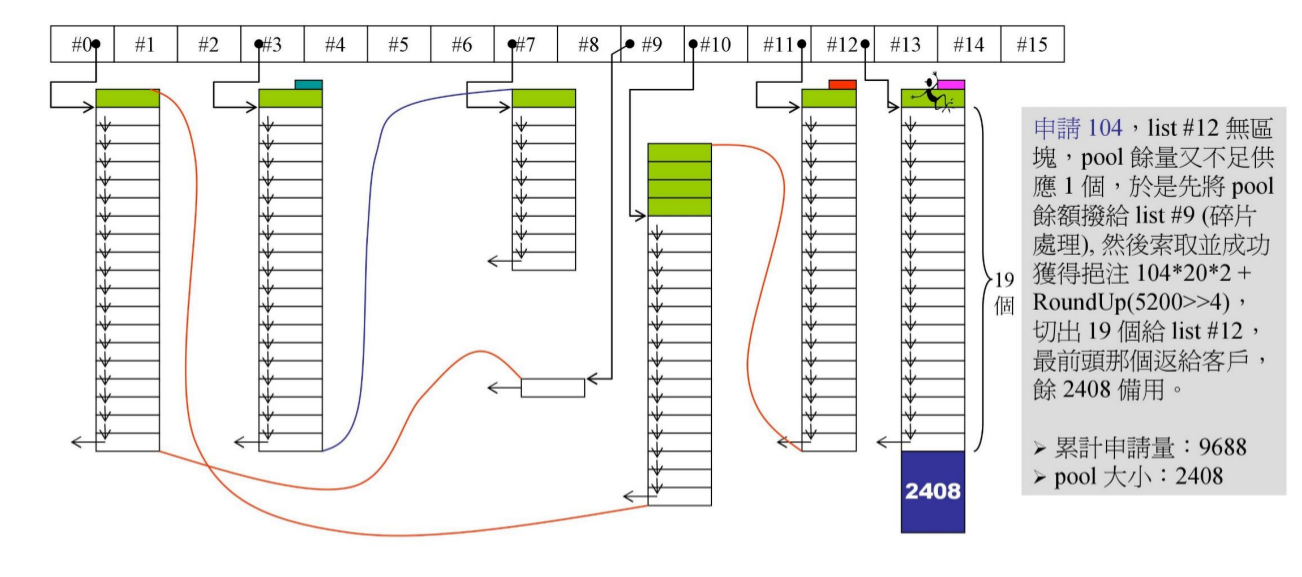 #0 #1 #2 #3 #4 #5 #6 #7 #8 #9 #10 #11 #12 #13 #14 #15
申請 104，list #12 無區
塊，pool 餘量又不足供
應 1 個，於是先將 pool
餘額撥給 list #9 (碎片
處理), 然後索取並成功
獲得挹注 104*20*2 +
RoundUp(5200>>4)，
切出 19 個給 list #12，
最前頭那個返給客戶，
餘 2408 備用。
➢ 累計申請量：9688
➢ pool 大小：2408
19
個
2408